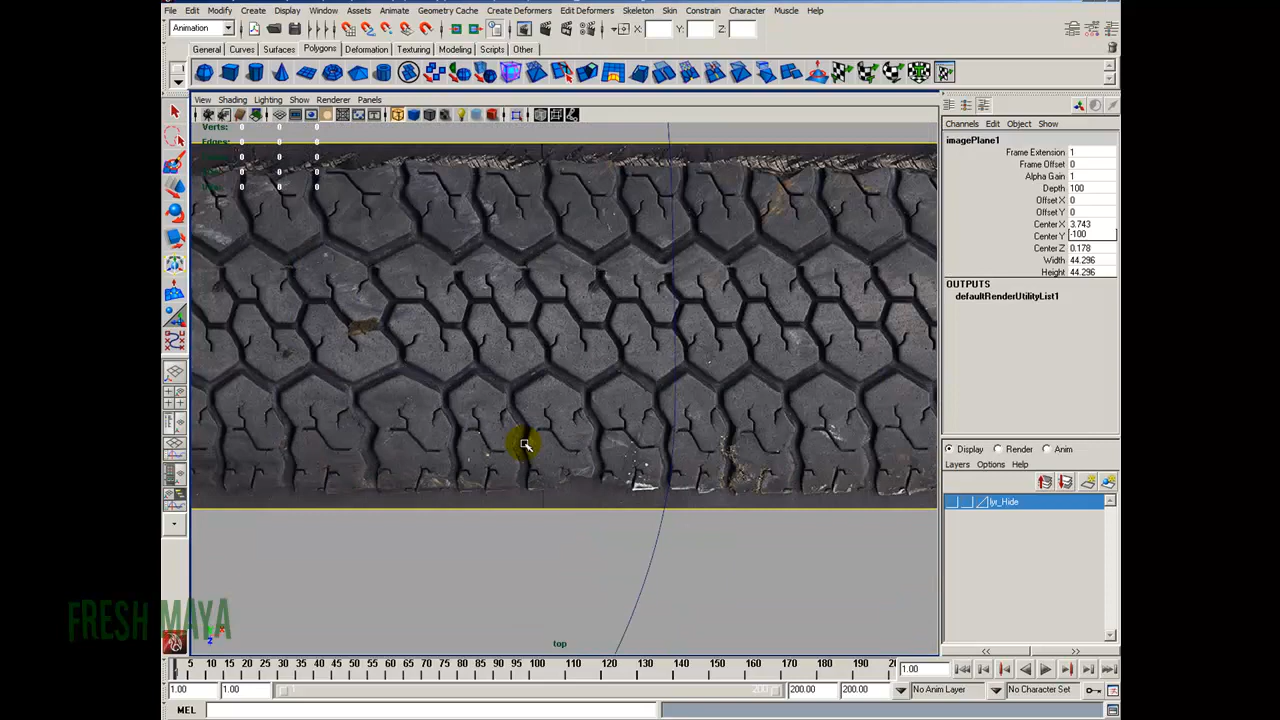 File Edit Modify Create Display Window Assets Animate Geometry Cache Create Deformers Edit Deformers Skeleton Skin Constrain Character Muscle Help
Animation X: Y: Z:
General Curves Surfaces Polygons Deformation Texturing Modeling Scripts Other
View Shading Lighting Show Renderer Panels
Channels Edit Object Show
Verts: 0 0 0
Edges: 0 0 0
0 0 0
0 0 0
0 0 0
imagePlane1
Frame Extension 1
Frame Offset 0
Alpha Gain 1
Depth 100
Offset X 0
Offset Y 0
Center X 3.743
Center Y -100
Center Z 0.178
Width 44.296
Height 44.296
OUTPUTS
defaultRenderUtilityList1
Display Render Anim
Layers Options Help
lyr_Hide
FRESH MAYA
z x
top
5 10 15 20 25 30 35 40 45 50 55 60 65 70 75 80 85 90 95 100 110 120 130 140 150 160 170 180 190 2 1.00
1.00 1.00 200 200.00 200.00 No Anim Layer No Character Set
MEL